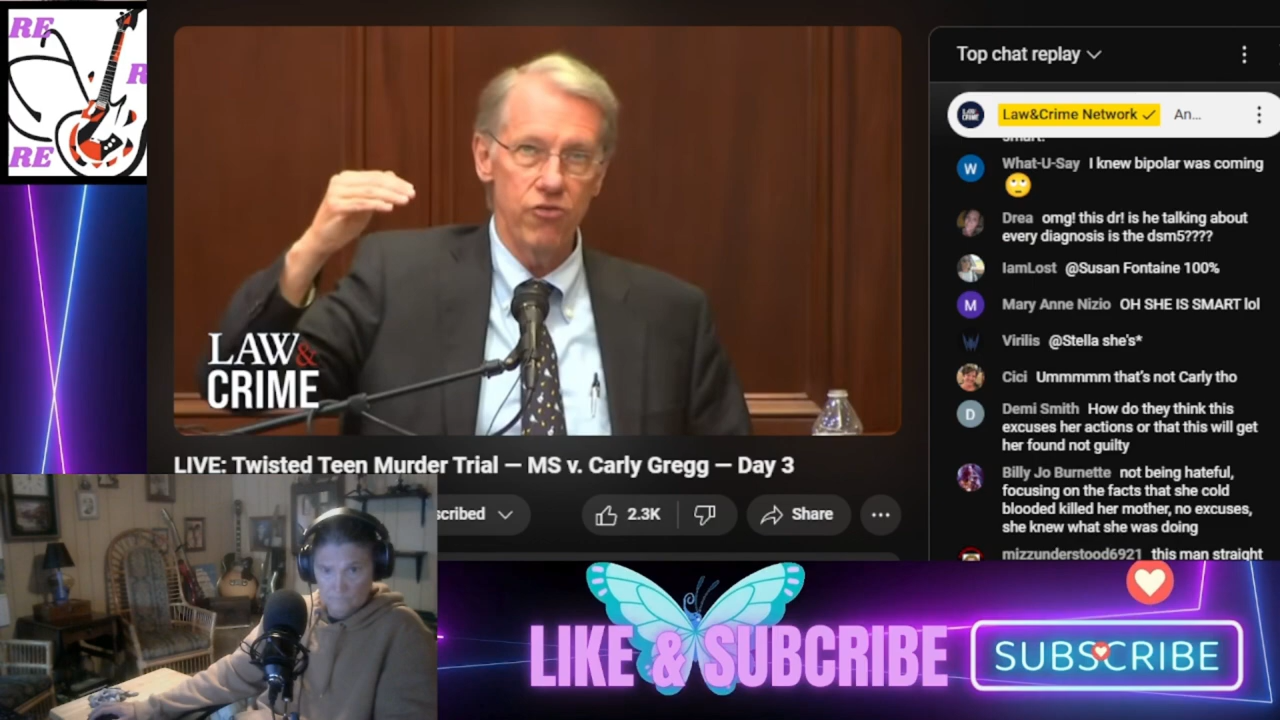 RE
R
RE
LAW&
CRIME
LIVE: Twisted Teen Murder Trial — MS v. Carly Gregg — Day 3
scribed
2.3K
Share
Top chat replay
LAW&
CRIME
Law&Crime Network
An...
smart.
W
What-U-Say I knew bipolar was coming
Drea omg! this dr! is he talking about
every diagnosis is the dsm5????
IamLost @Susan Fontaine 100%
M
Mary Anne Nizio OH SHE IS SMART lol
Virilis @Stella she's*
Cici Ummmmm that's not Carly tho
D
Demi Smith How do they think this
excuses her actions or that this will get
her found not guilty
Billy Jo Burnette not being hateful,
focusing on the facts that she cold
blooded killed her mother, no excuses,
she knew what she was doing
mizzunderstood6921 this man straight
LIKE & SUBCRIBE
SUBSCRIBE